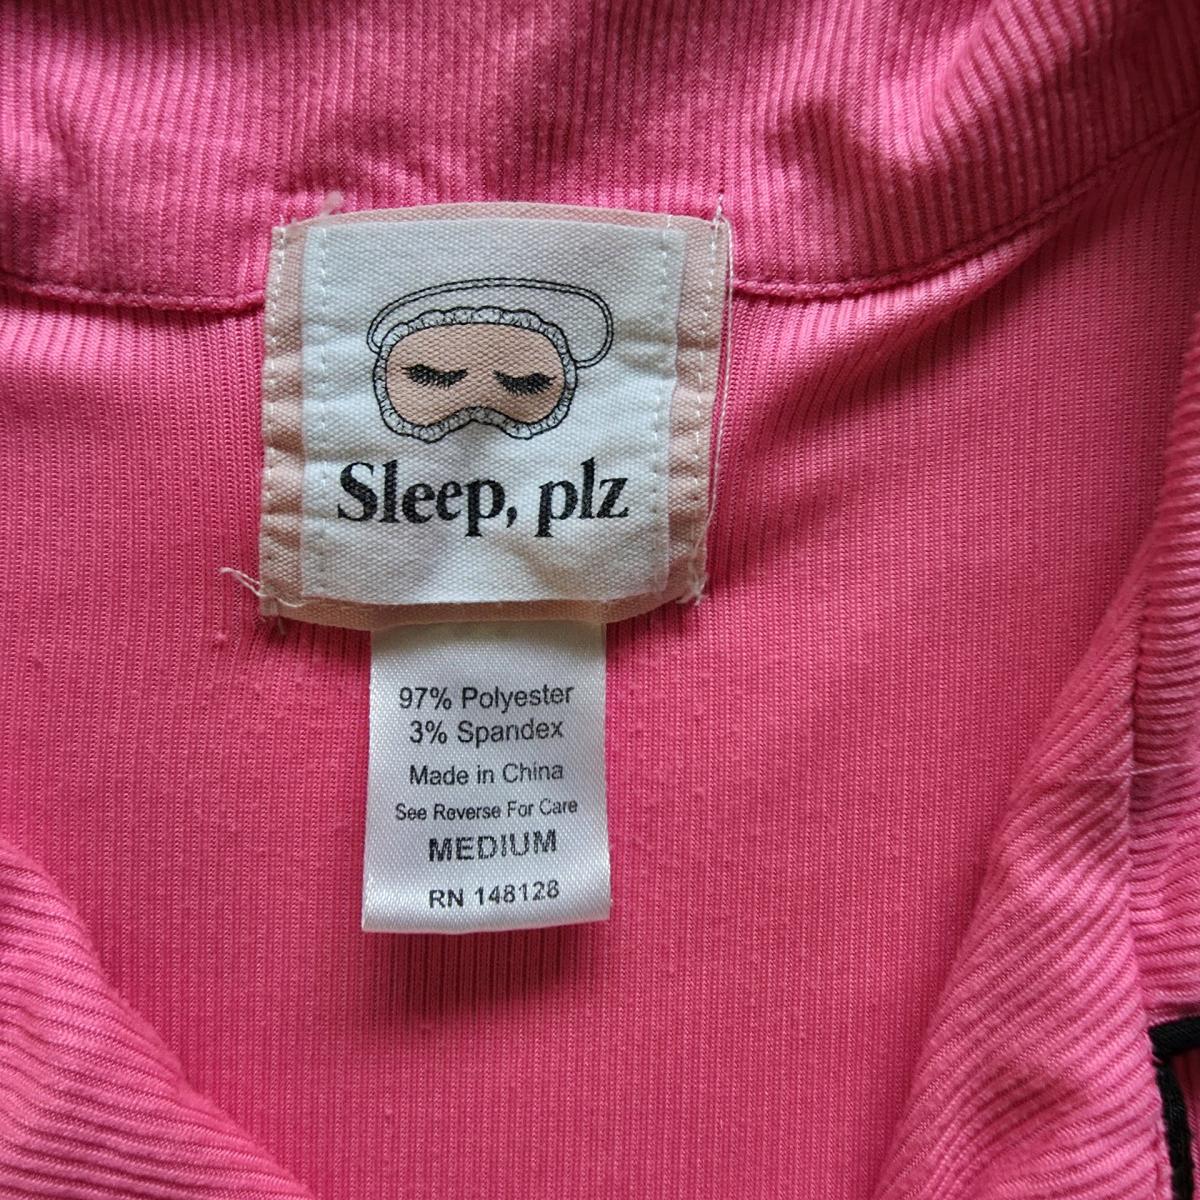 Sleep, plz
97% Polyester
3% Spandex
Made in China
See Reverse For Care
MEDIUM
RN 148128